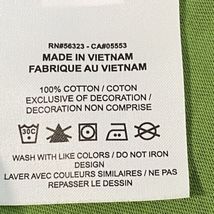 RN#56323 - CA#05553
MADE IN VIETNAM
FABRIQUE AU VIETNAM
100% COTTON / COTON
EXCLUSIVE OF DECORATION /
DECORATION NON COMPRISE
30C
WASH WITH LIKE COLORS / DO NOT IRON
DESIGN
LAVER AVEC COULEURS SIMILAIRES / NE PAS
REPASSER LE DESSIN